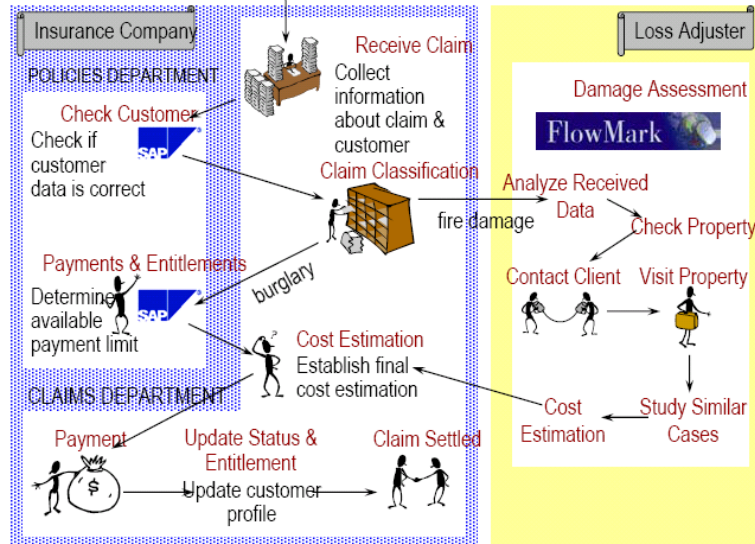 Insurance Company
Loss Adjuster
POLICIES DEPARTMENT
Receive Claim
Collect
information
about claim &
customer
Check Customer
Check if
customer
data is correct
SAP
Claim Classification
fire damage
burglary
Payments & Entitlements
Determine
available
payment limit
SAP
Cost Estimation
Establish final
cost estimation
?
CLAIMS DEPARTMENT
Payment
$
Update Status &
Entitlement
Update customer
profile
Claim Settled
Damage Assessment
FlowMark
Analyze Received
Data
Check Property
Contact Client
Visit Property
Study Similar
Cases
Cost
Estimation